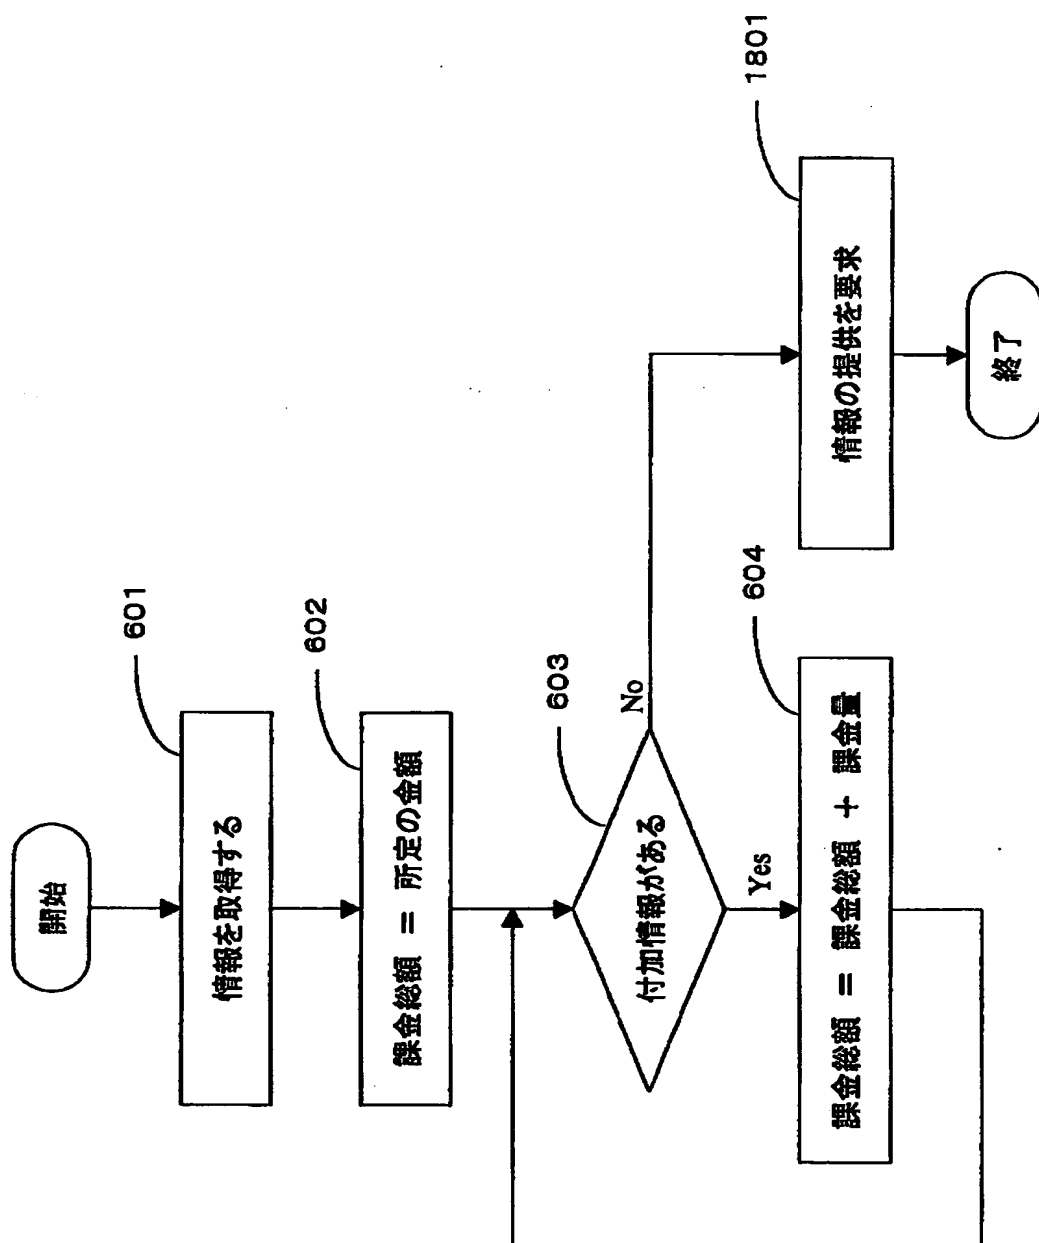 開始
601
情報を取得する
602
課金総額 = 所定の金額
603
付加情報がある
No
Yes
604
課金総額 = 課金総額 + 課金量
1801
情報の提供を要求
終了